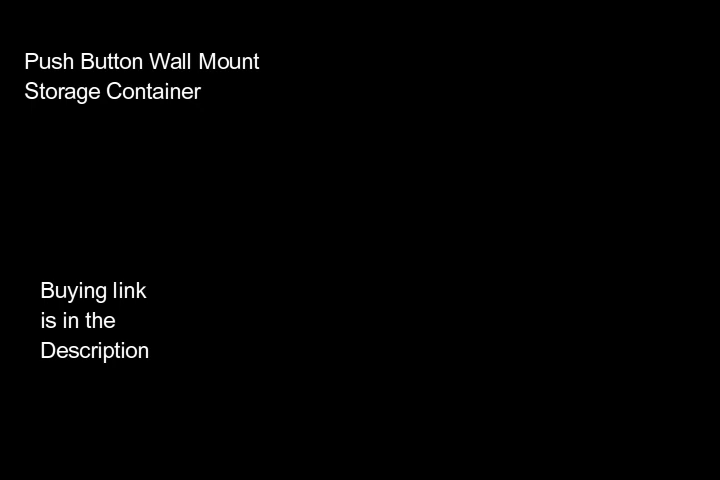 Push Button Wall Mount
Storage Container
Buying link
is in the
Description